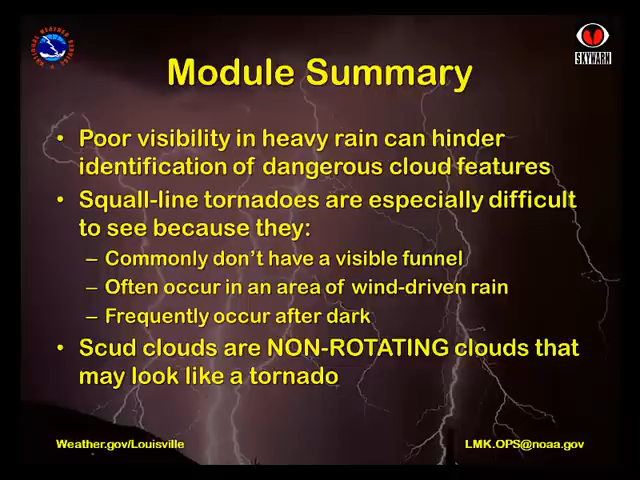 SKYWARN
Module Summary
• Poor visibility in heavy rain can hinder
identification of dangerous cloud features
• Squall-line tornadoes are especially difficult
to see because they:
– Commonly don't have a visible funnel
– Often occur in an area of wind-driven rain
– Frequently occur after dark
• Scud clouds are NON-ROTATING clouds that
may look like a tornado
Weather.gov/Louisville
LMK.OPS@noaa.gov